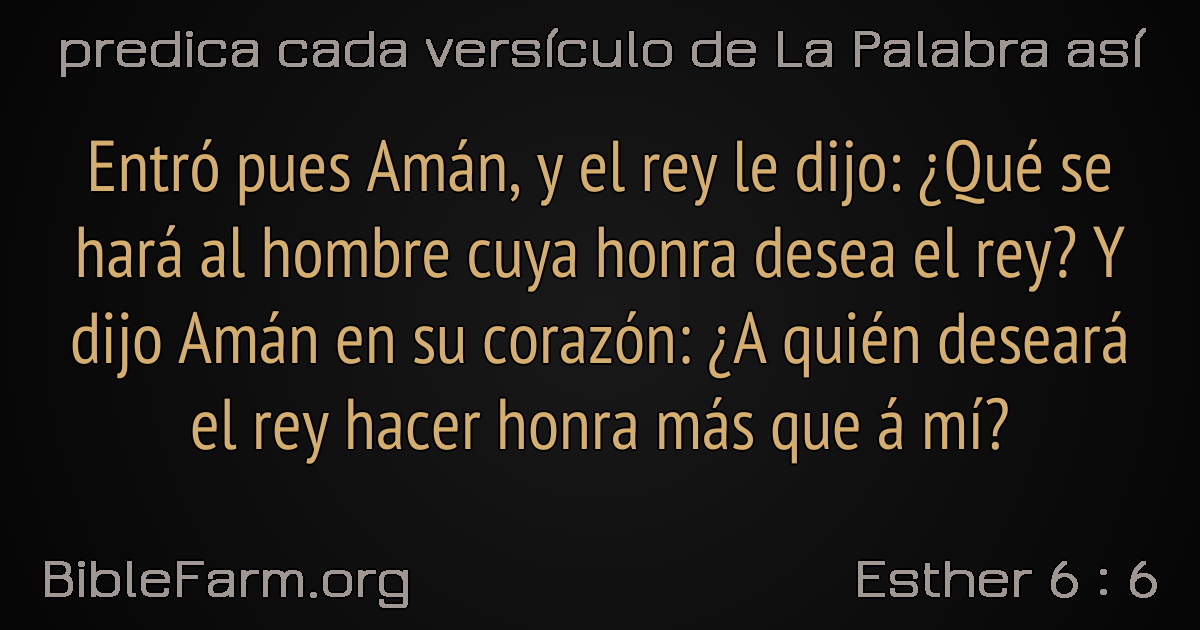 predica cada versículo de La Palabra así
Entró pues Amán, y el rey le dijo: ¿Qué se
hará al hombre cuya honra desea el rey? Y
dijo Amán en su corazón: ¿A quién deseará
el rey hacer honra más que á mí?
BibleFarm.org
Esther 6 : 6